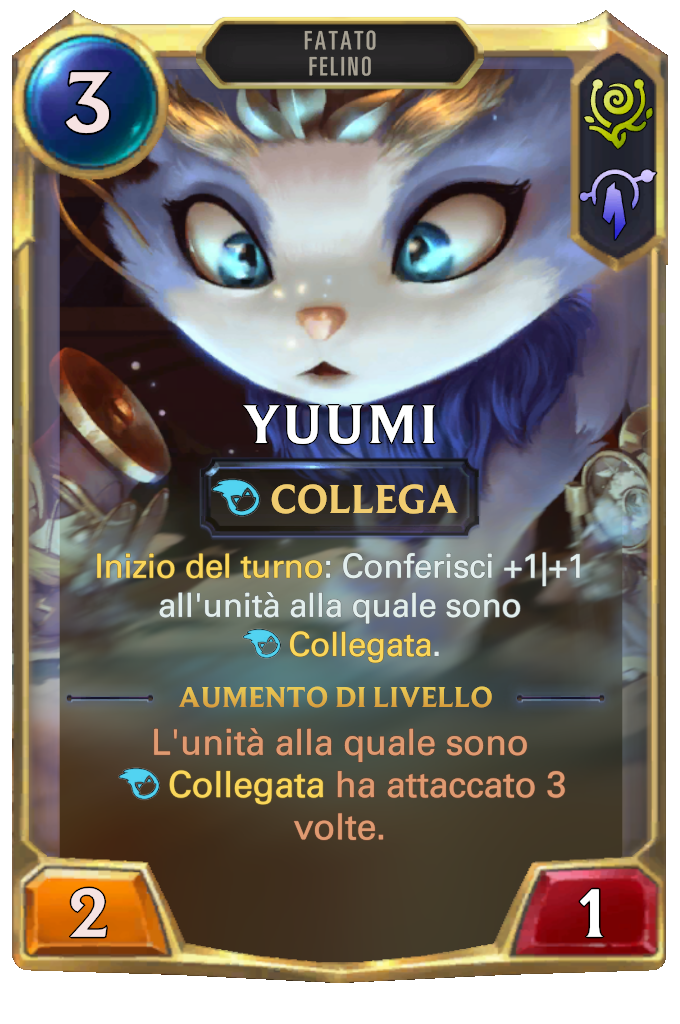 FATATO
FELINO
3
YUUMI
COLLEGA
Inizio del turno: Conferisci +1|+1
all'unità alla quale sono
Collegata.
AUMENTO DI LIVELLO
L'unità alla quale sono
Collegata ha attaccato 3
volte.
2
1